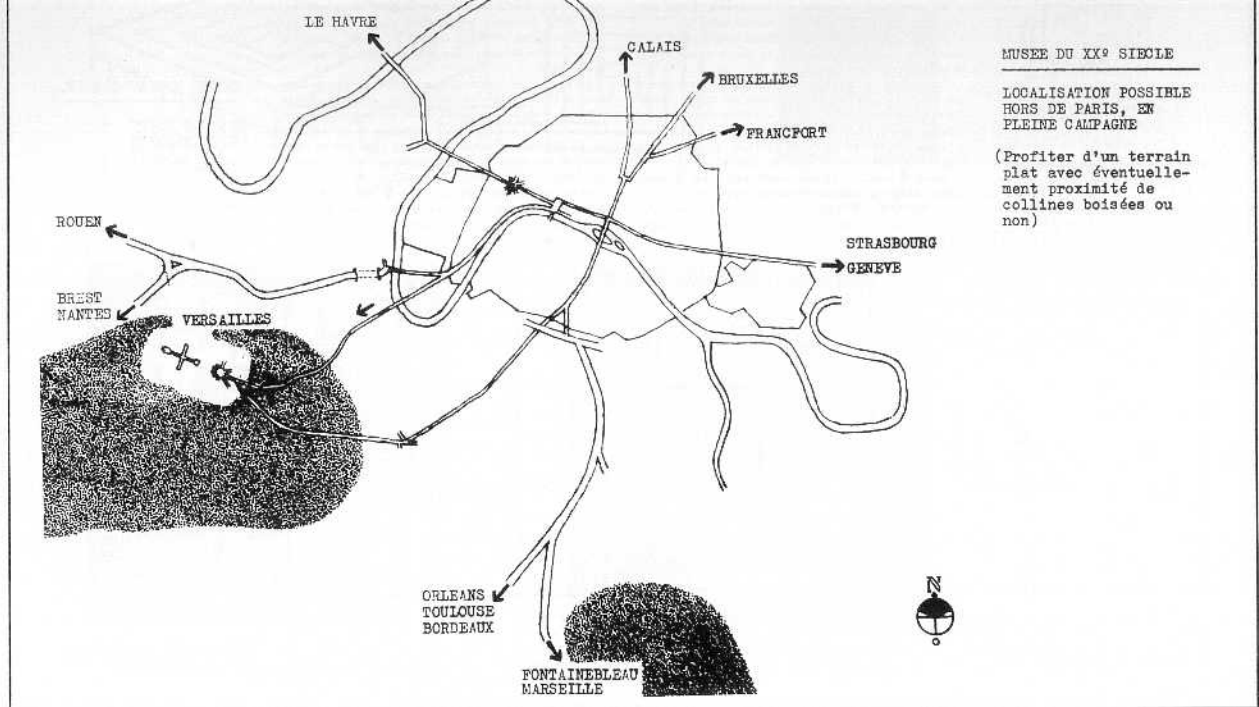 LE HAVRE
CALAIS
BRUXELLES
FRANCFORT
MUSEE DU XXº SIECLE
LOCALISATION POSSIBLE
HORS DE PARIS, EN
PLEINE CAMPAGNE
(Profiter d'un terrain
plat avec éventuelle-
ment proximité de
collines boisées ou
non)
ROUEN
STRASBOURG
GENEVE
BREST
NANTES
VERSAILLES
ORLEANS
TOULOUSE
BORDEAUX
N
FONTAINEBLEAU
MARSEILLE